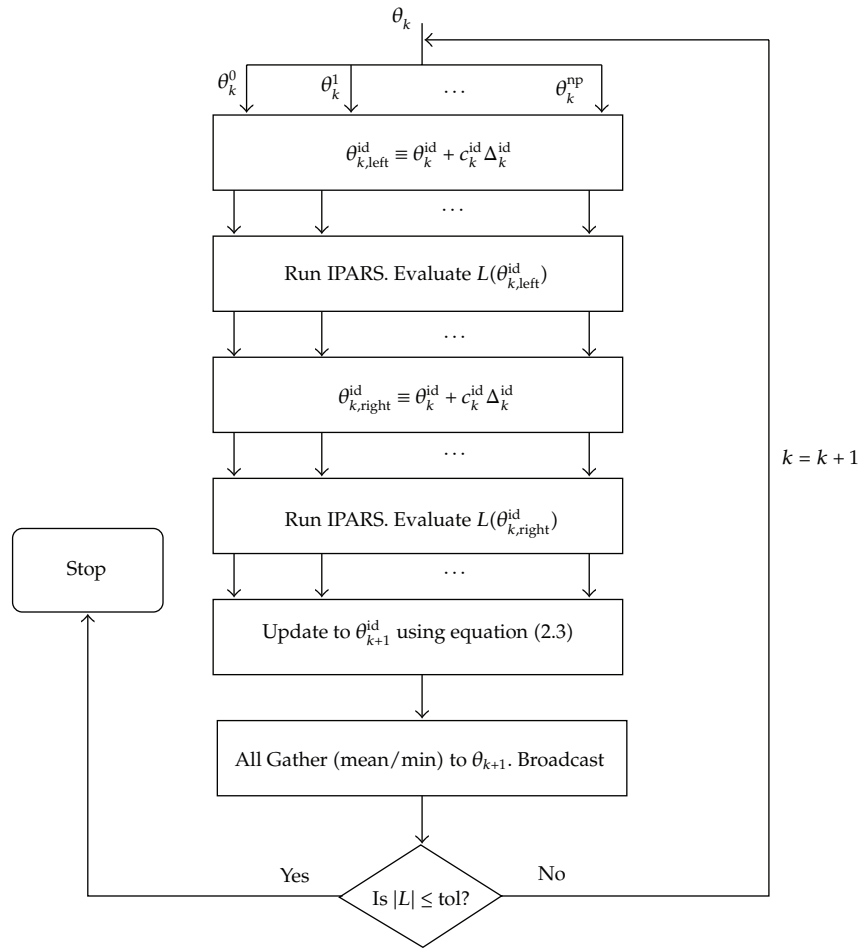 θ_k
θ_k^0 θ_k^1 ... θ_k^np
θ_{k,left}^id ≡ θ_k^id + c_k^id Δ_k^id
...
Run IPARS. Evaluate L(θ_{k,left}^id)
...
θ_{k,right}^id ≡ θ_k^id + c_k^id Δ_k^id
...
k = k + 1
Run IPARS. Evaluate L(θ_{k,right}^id)
Stop
...
Update to θ_{k+1}^id using equation (2.3)
All Gather (mean/min) to θ_{k+1}. Broadcast
Yes
No
Is |L| ≤ tol?